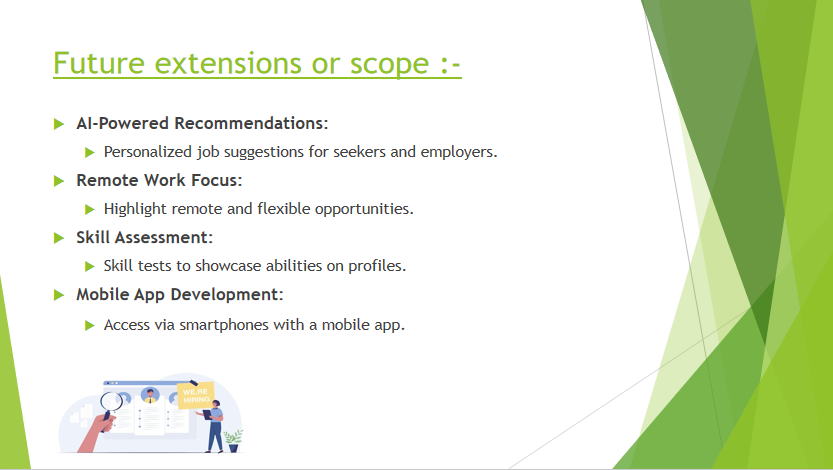 Future extensions or scope :-
AI-Powered Recommendations:
Personalized job suggestions for seekers and employers.
Remote Work Focus:
Highlight remote and flexible opportunities.
Skill Assessment:
Skill tests to showcase abilities on profiles.
Mobile App Development:
Access via smartphones with a mobile app.
WE'RE
HIRING